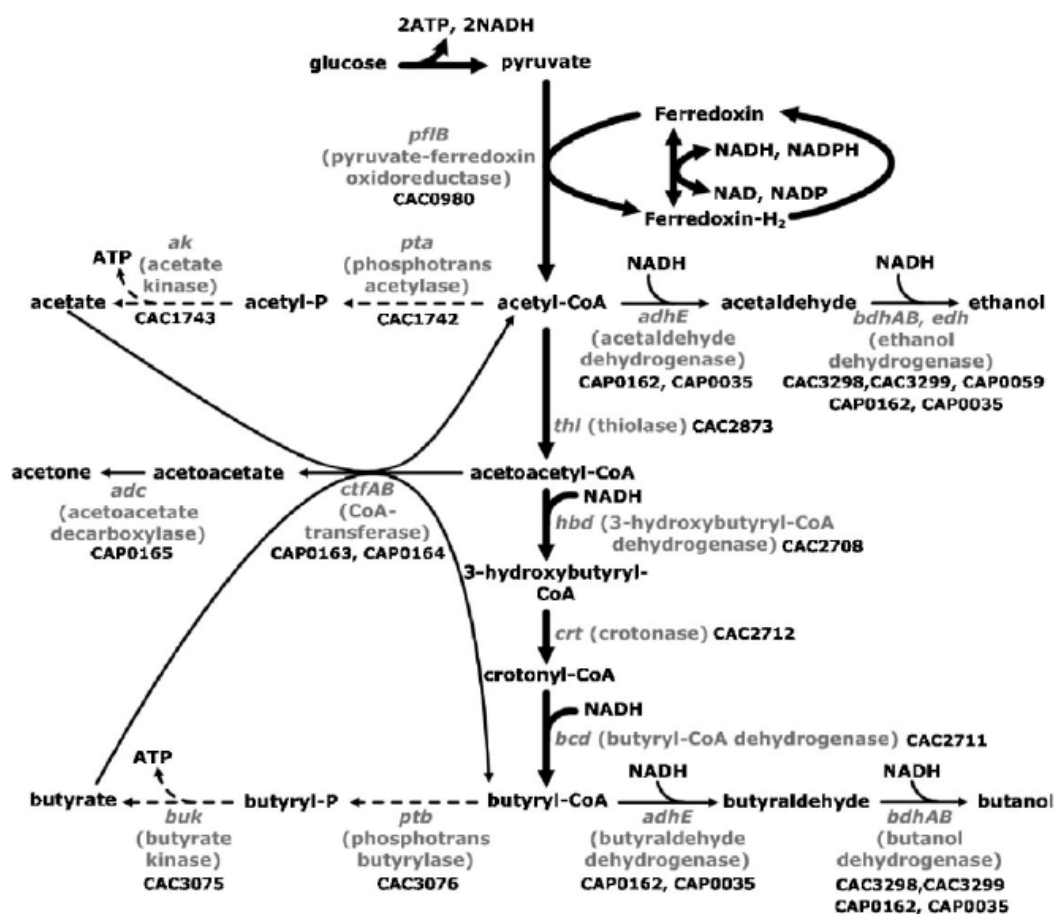 2ATP, 2NADH
glucose
pyruvate
pflB
(pyruvate-ferredoxin
oxidoreductase)
CAC0980
Ferredoxin
NADH, NADPH
NAD, NADP
Ferredoxin-H2
ATP
ak
(acetate
kinase)
acetate
CAC1743
acetyl-P
pta
(phosphotrans
acetylase)
CAC1742
acetyl-CoA
NADH
adhE
(acetaldehyde
dehydrogenase)
CAP0162, CAP0035
acetaldehyde
NADH
bdhAB, edh
(ethanol
dehydrogenase)
CAC3298,CAC3299, CAP0059
CAP0162, CAP0035
ethanol
thl (thiolase) CAC2873
acetone
adc
(acetoacetate
decarboxylase)
CAP0165
acetoacetate
ctfAB
(CoA-
transferase)
CAP0163, CAP0164
acetoacetyl-CoA
NADH
hbd (3-hydroxybutyryl-CoA
dehydrogenase) CAC2708
3-hydroxybutyryl-
CoA
crt (crotonase) CAC2712
crotonyl-CoA
NADH
bcd (butyryl-CoA dehydrogenase) CAC2711
ATP
butyrate
buk
(butyrate
kinase)
CAC3075
butyryl-P
ptb
(phosphotrans
butyrylase)
CAC3076
butyryl-CoA
NADH
adhE
(butyraldehyde
dehydrogenase)
CAP0162, CAP0035
butyraldehyde
NADH
bdhAB
(butanol
dehydrogenase)
CAC3298,CAC3299
CAP0162, CAP0035
butanol